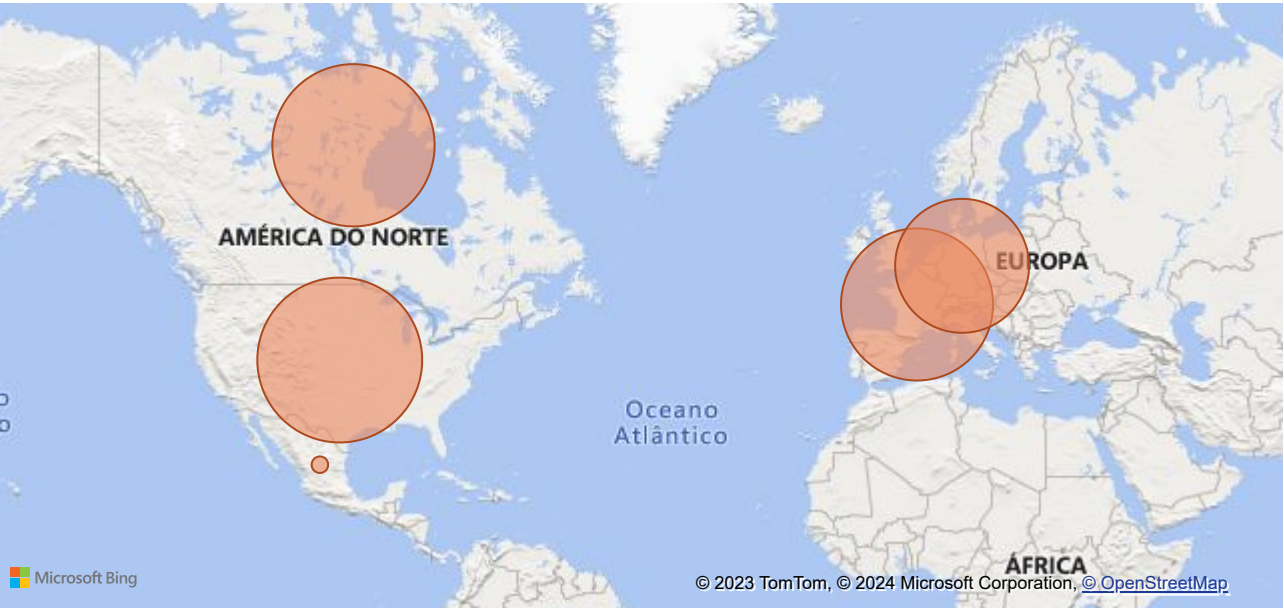 AMÉRICA DO NORTE
EUROPA
o
o
Oceano
Atlântico
ÁFRICA
Microsoft Bing
© 2023 TomTom, © 2024 Microsoft Corporation, © OpenStreetMap